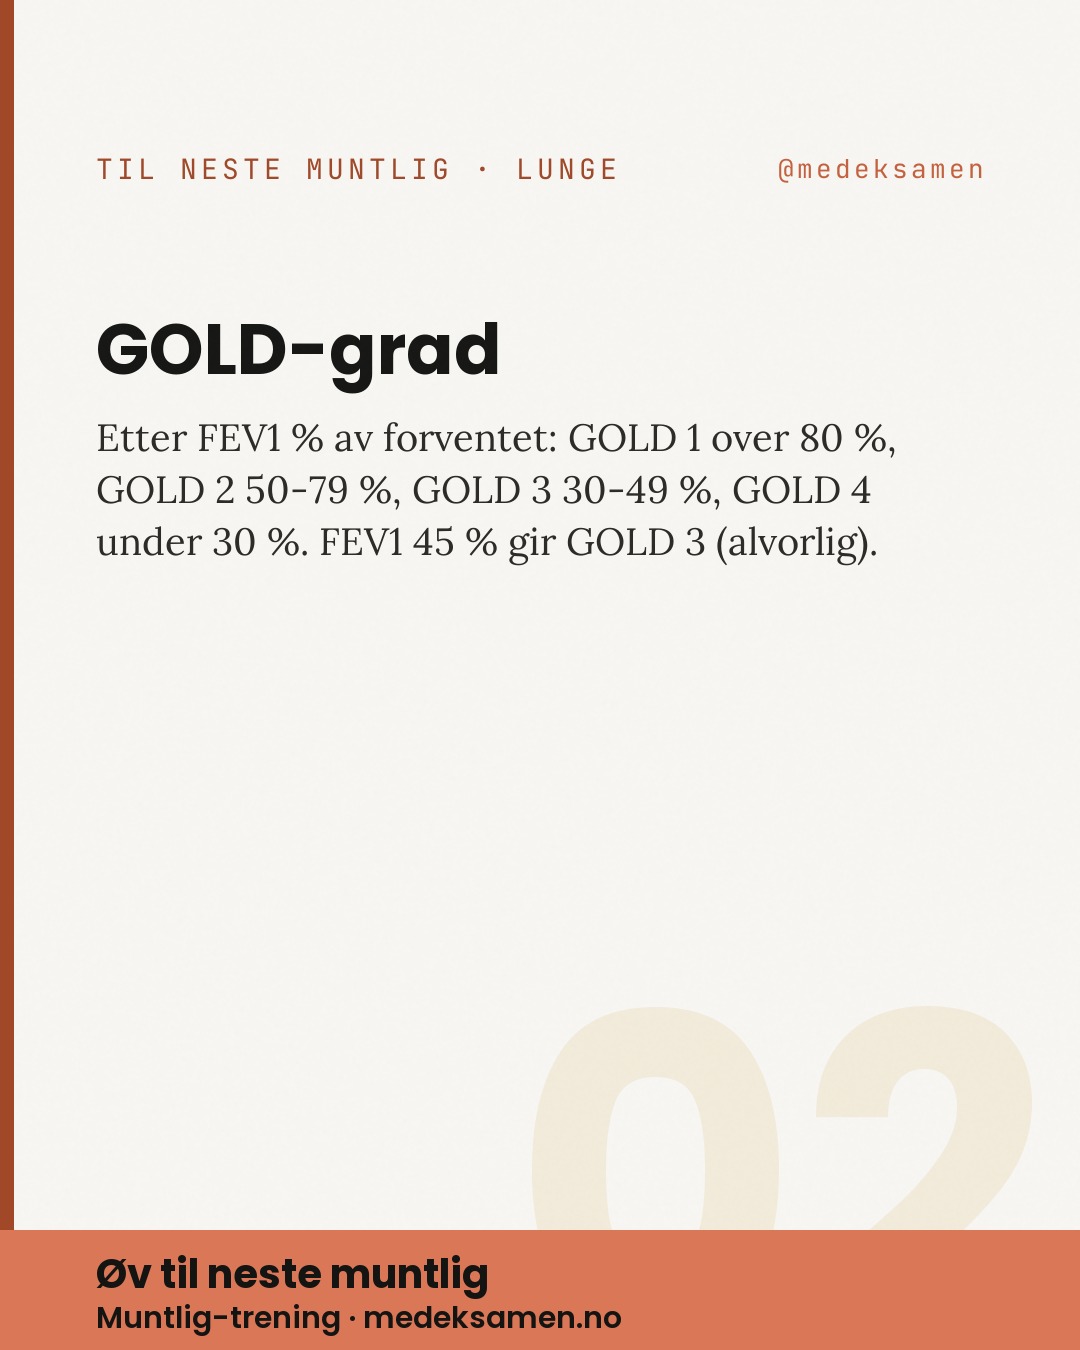 TIL NESTE MUNTLIG · LUNGE
@medeksamen
GOLD-grad
Etter FEV1 % av forventet: GOLD 1 over 80 %,
GOLD 2 50-79 %, GOLD 3 30-49 %, GOLD 4
under 30 %. FEV1 45 % gir GOLD 3 (alvorlig).
02
Øv til neste muntlig
Muntlig-trening · medeksamen.no